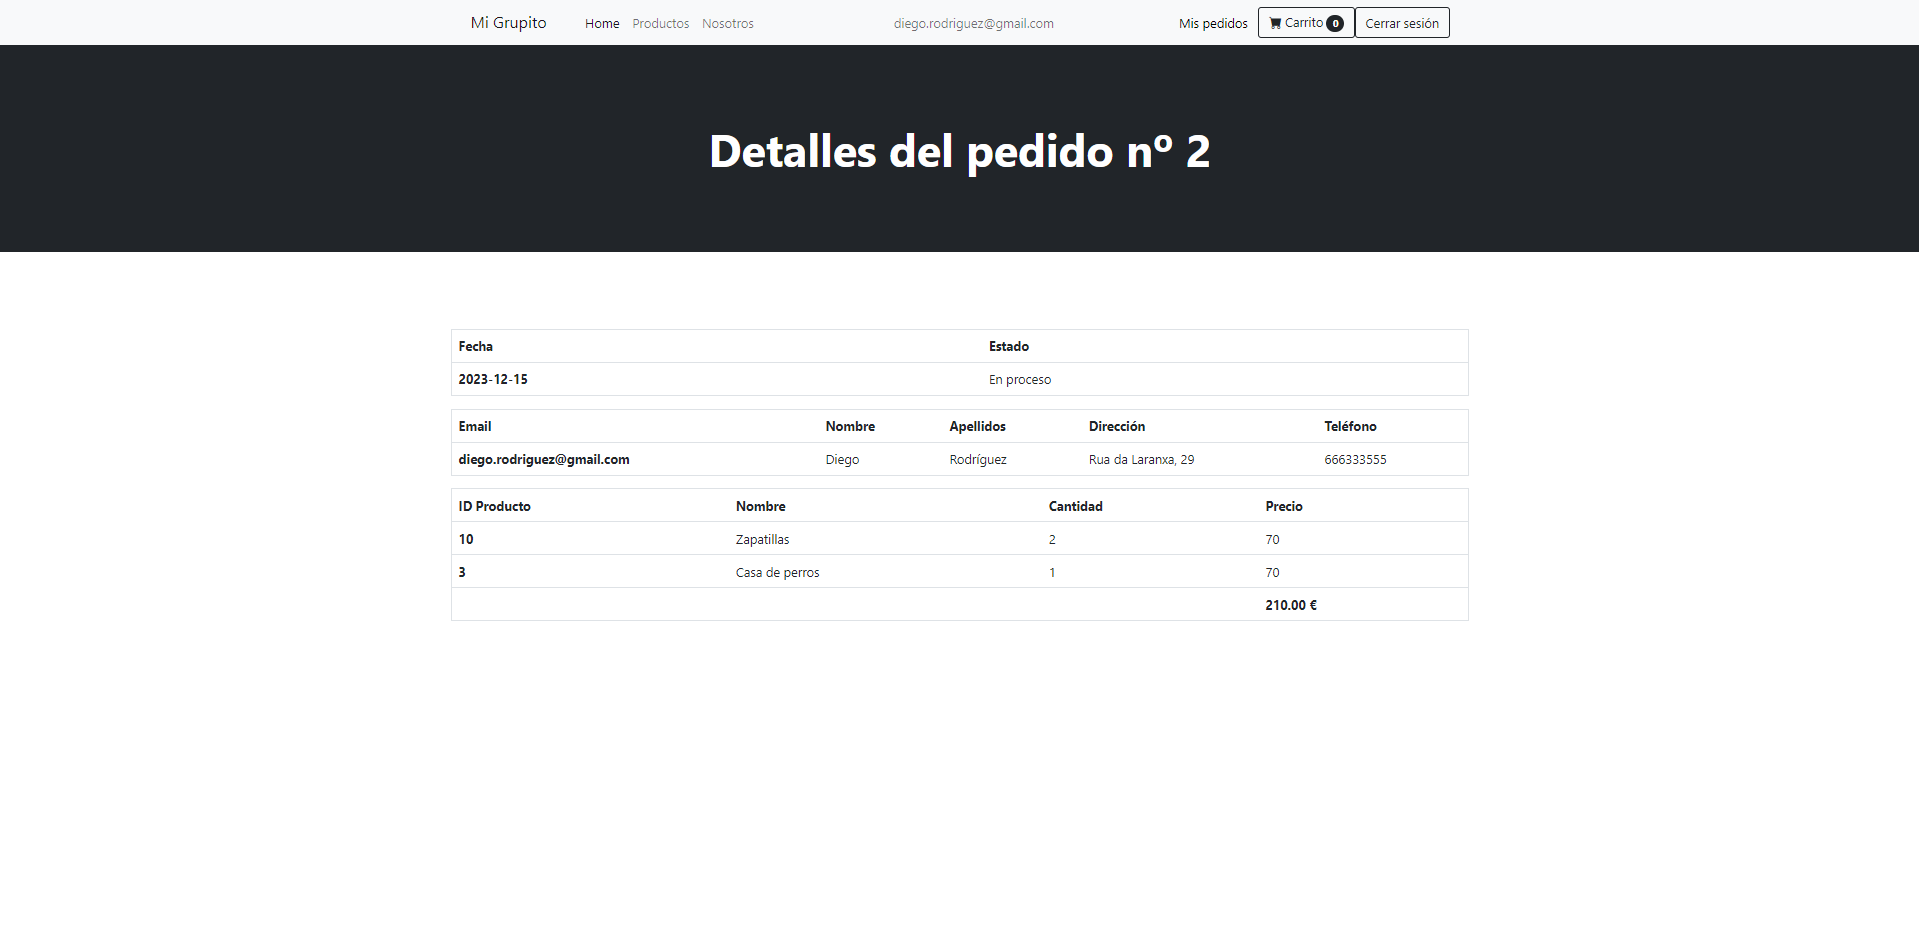 Mi Grupito Home Productos Nosotros diego.rodriguez@gmail.com Mis pedidos Carrito 0 Cerrar sesión
Detalles del pedido nº 2
Fecha Estado
2023-12-15 En proceso
Email Nombre Apellidos Dirección Teléfono
diego.rodriguez@gmail.com Diego Rodríguez Rua da Laranxa, 29 666333555
ID Producto Nombre Cantidad Precio
10 Zapatillas 2 70
3 Casa de perros 1 70
210.00 €